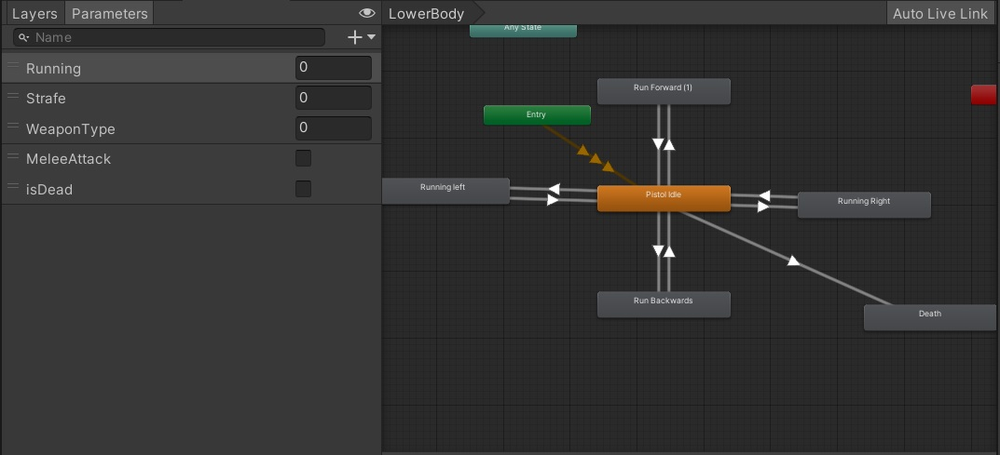 Layers Parameters
LowerBody
Auto Live Link
Name
Running 0
Strafe 0
WeaponType 0
MeleeAttack
isDead
Any State
Run Forward (1)
Entry
Running left
Pistol Idle
Running Right
Run Backwards
Death